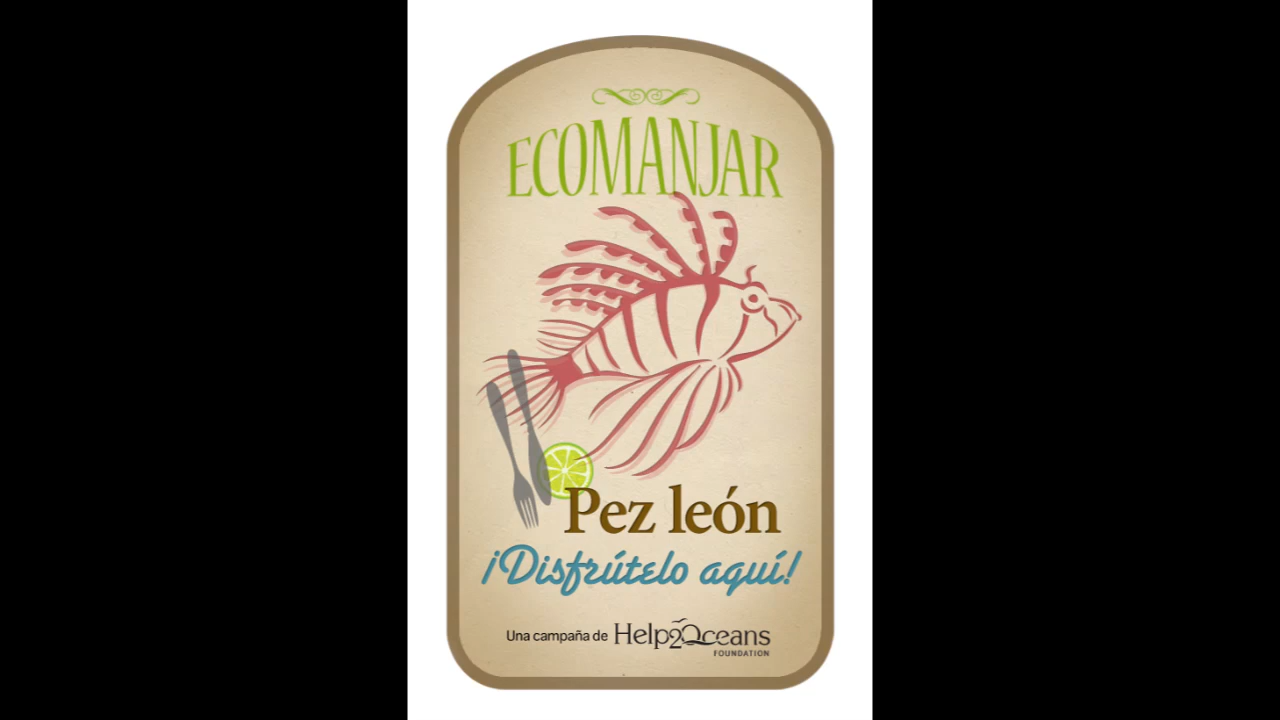 ECOMANJAR
Pez león
¡Disfrútelo aquí!
Una campaña de Help2Oceans
FOUNDATION